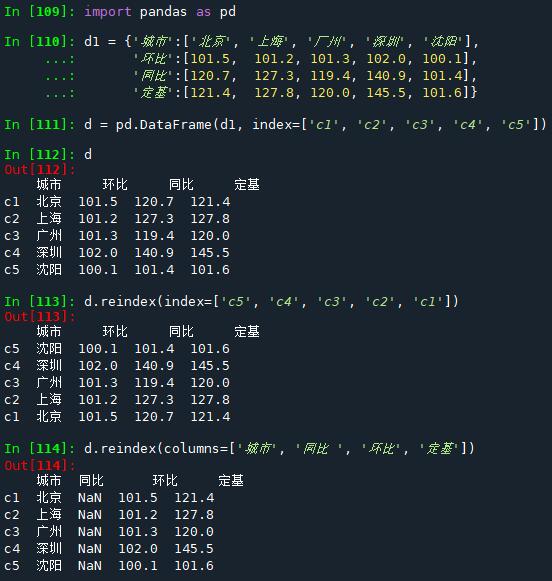 In [109]: import pandas as pd
In [110]: d1 = {'城市':['北京', '上海', '广州', '深圳', '沈阳'],
...: '环比':[101.5, 101.2, 101.3, 102.0, 100.1],
...: '同比':[120.7, 127.3, 119.4, 140.9, 101.4],
...: '定基':[121.4, 127.8, 120.0, 145.5, 101.6]}
In [111]: d = pd.DataFrame(d1, index=['c1', 'c2', 'c3', 'c4', 'c5'])
In [112]: d
Out[112]:
城市 环比 同比 定基
c1 北京 101.5 120.7 121.4
c2 上海 101.2 127.3 127.8
c3 广州 101.3 119.4 120.0
c4 深圳 102.0 140.9 145.5
c5 沈阳 100.1 101.4 101.6
In [113]: d.reindex(index=['c5', 'c4', 'c3', 'c2', 'c1'])
Out[113]:
城市 环比 同比 定基
c5 沈阳 100.1 101.4 101.6
c4 深圳 102.0 140.9 145.5
c3 广州 101.3 119.4 120.0
c2 上海 101.2 127.3 127.8
c1 北京 101.5 120.7 121.4
In [114]: d.reindex(columns=['城市', '同比 ', '环比', '定基'])
Out[114]:
城市 同比 环比 定基
c1 北京 NaN 101.5 121.4
c2 上海 NaN 101.2 127.8
c3 广州 NaN 101.3 120.0
c4 深圳 NaN 102.0 145.5
c5 沈阳 NaN 100.1 101.6